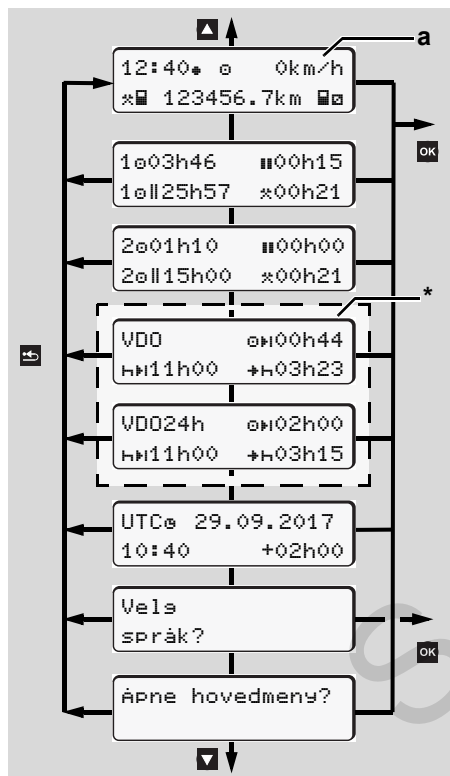 a
12:40 0km/h
123456.7km
OK
1 03h46 00h15
1 25h57 00h21
2 01h10 00h00
2 15h00 00h21
*
VDO 00h44
11h00 03h23
VDO24h 02h00
11h00 03h15
UTC 29.09.2017
10:40 +02h00
Velg
språk?
OK
Åpne hovedmeny?
S